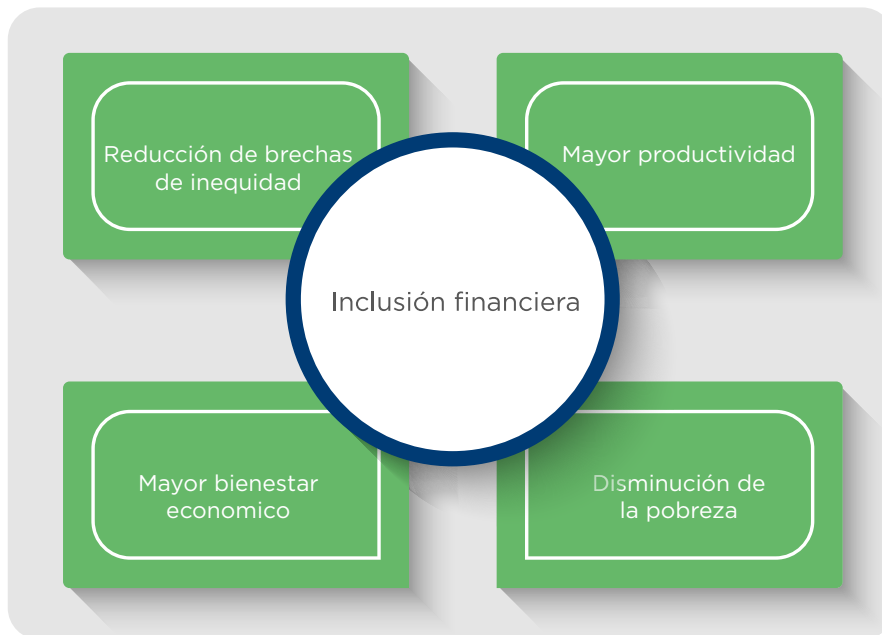 Reducción de brechas
de inequidad
Mayor productividad
Inclusión financiera
Mayor bienestar
economico
Disminución de
la pobreza